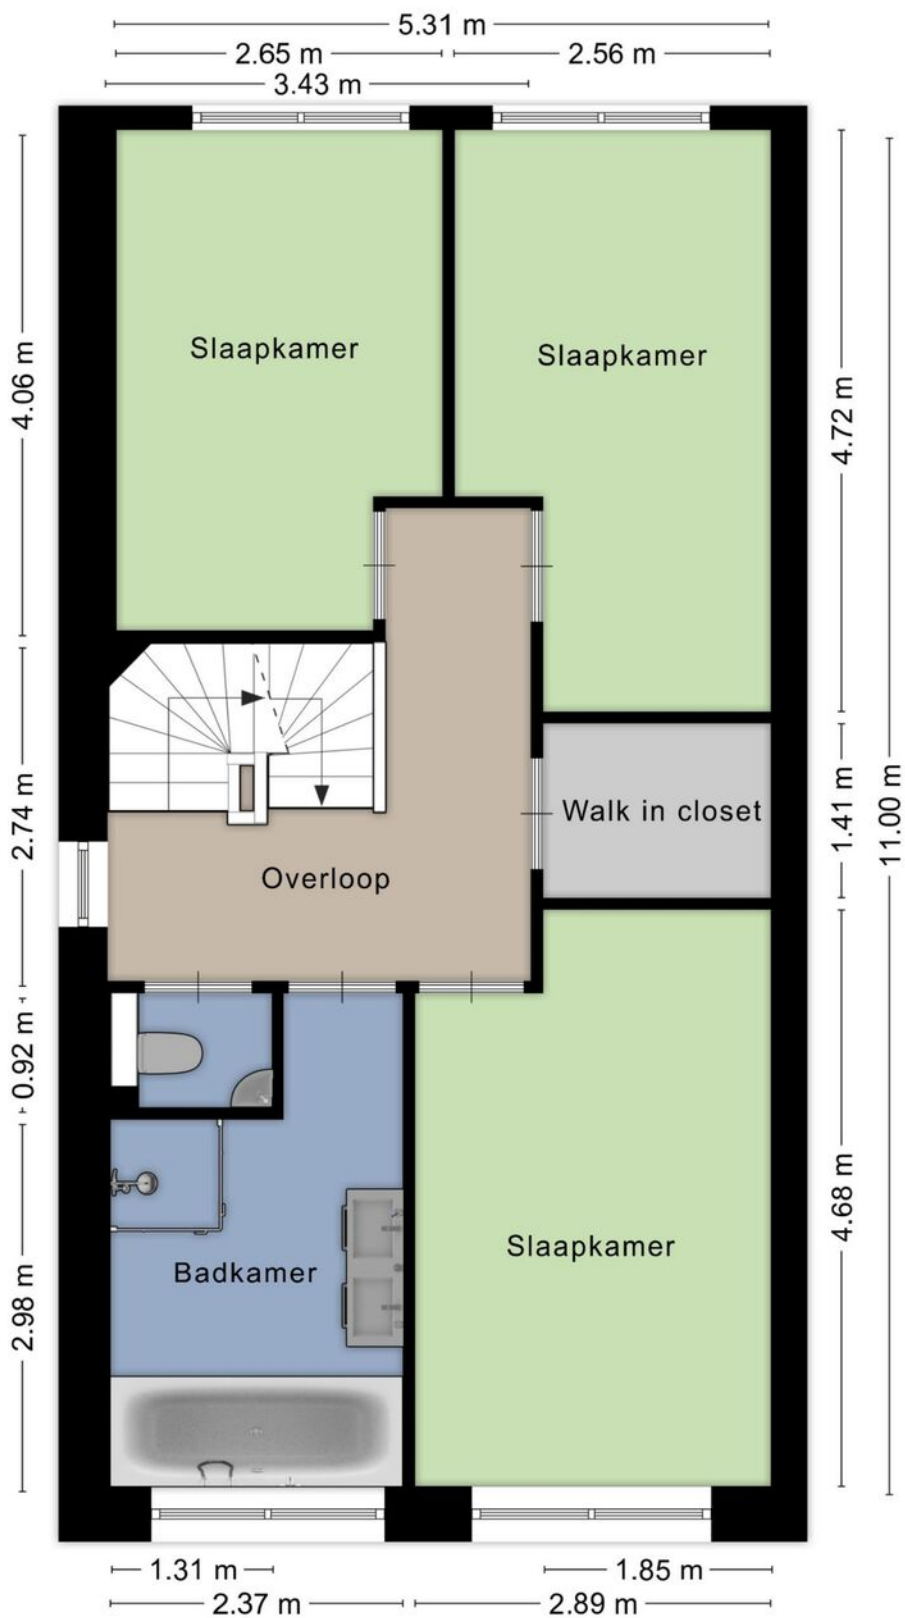 5.31 m
2.65 m
2.56 m
3.43 m
Slaapkamer
Slaapkamer
4.06 m
4.72 m
2.74 m
Walk in closet
1.41 m
11.00 m
Overloop
0.92 m
4.68 m
Slaapkamer
Badkamer
2.98 m
1.31 m
1.85 m
2.37 m
2.89 m